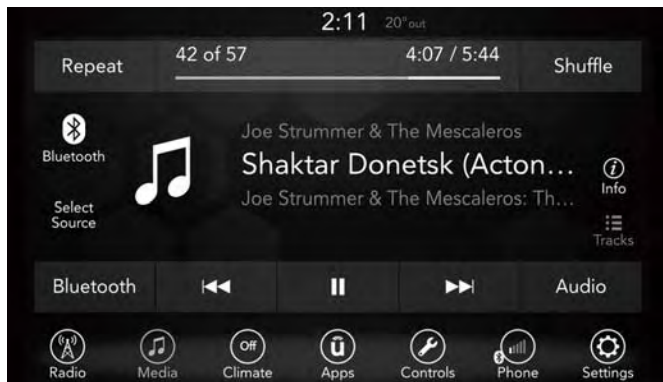 2:11 20° out
Repeat
42 of 57 4:07 / 5:44
Shuffle
Bluetooth
Select
Source
Joe Strummer & The Mescaleros
Shaktar Donetsk (Acton...
Joe Strummer & The Mescaleros: Th...
i
Info
Tracks
Bluetooth
Audio
Radio
Media
Off
Climate
ū
Apps
Controls
Phone
Settings